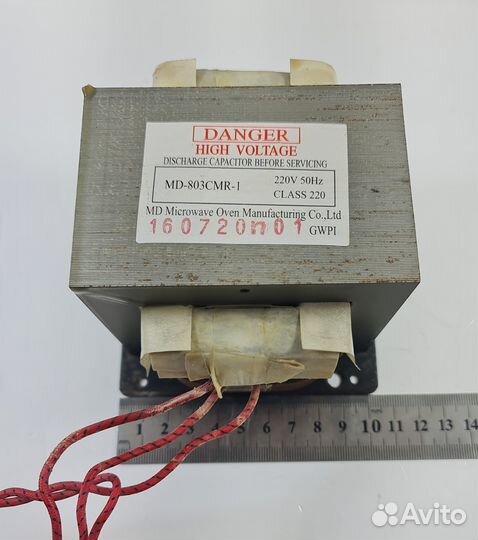 DANGER
HIGH VOLTAGE
DISCHARGE CAPACITOR BEFORE SERVICING
MD-803CMR-1 220V 50Hz
CLASS 220
MD Microwave Oven Manufacturing Co.,Ltd
160720n01 GWPI
1 2 3 4 5 6 7 8 9 10 11 12 13 14
Avito